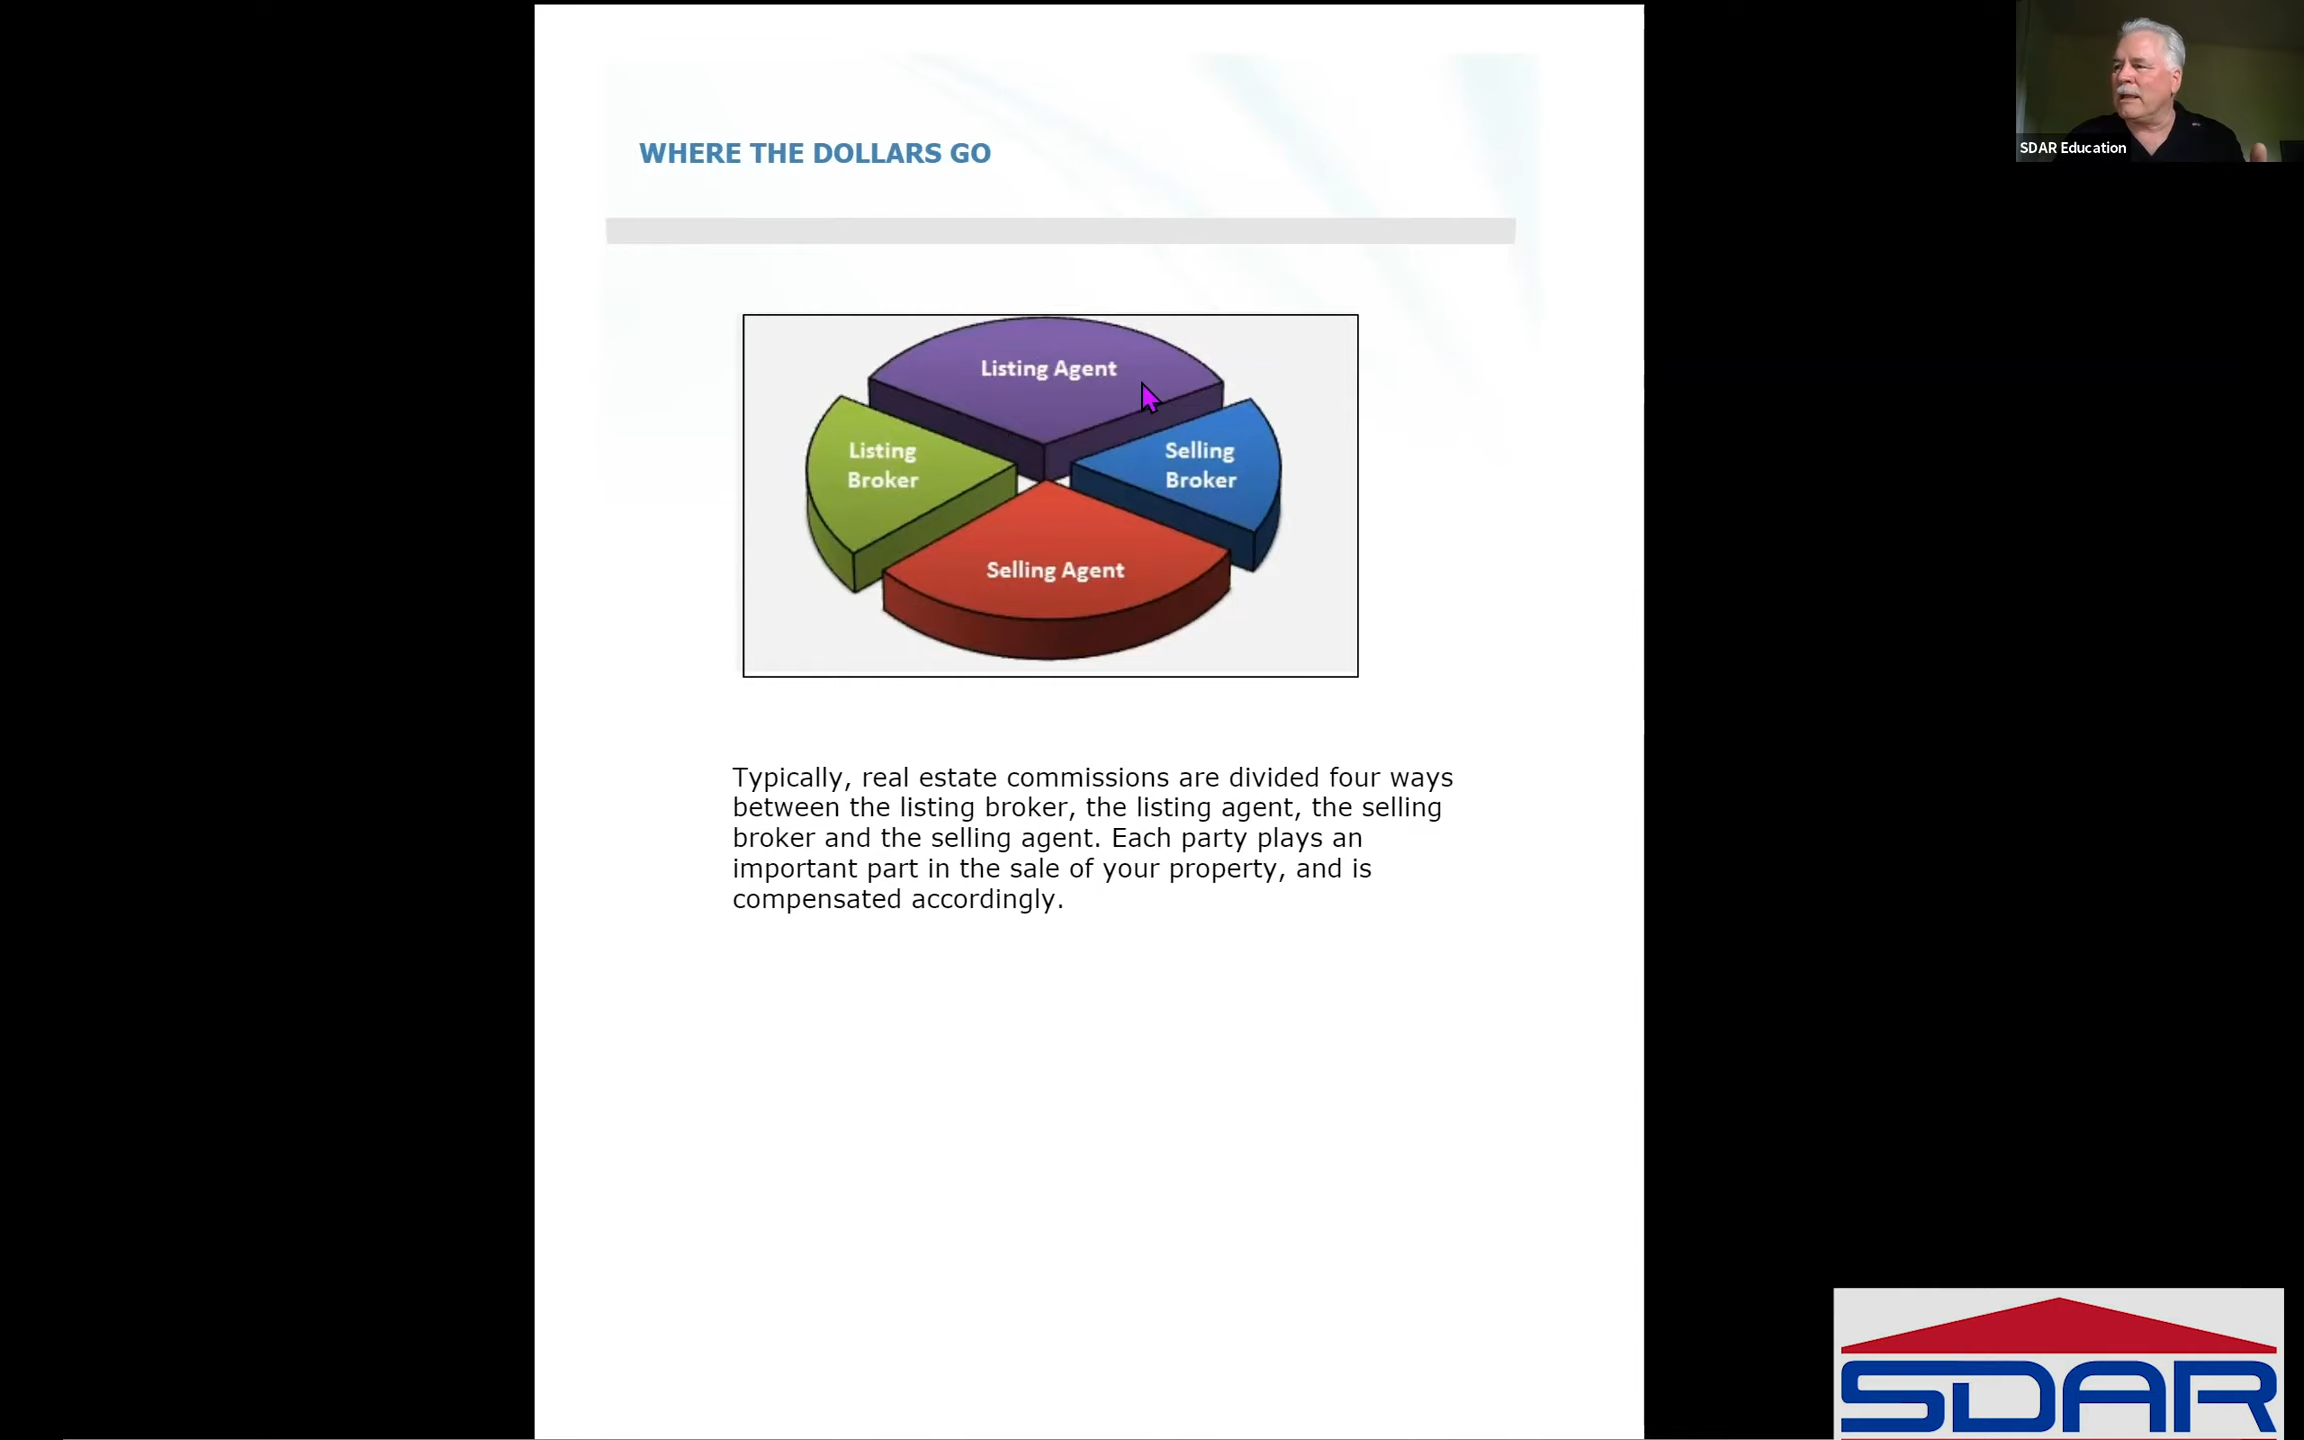 SDAR Education
WHERE THE DOLLARS GO
Listing Agent
Listing
Broker
Selling
Broker
Selling Agent
Typically, real estate commissions are divided four ways
between the listing broker, the listing agent, the selling
broker and the selling agent. Each party plays an
important part in the sale of your property, and is
compensated accordingly.
SDAR